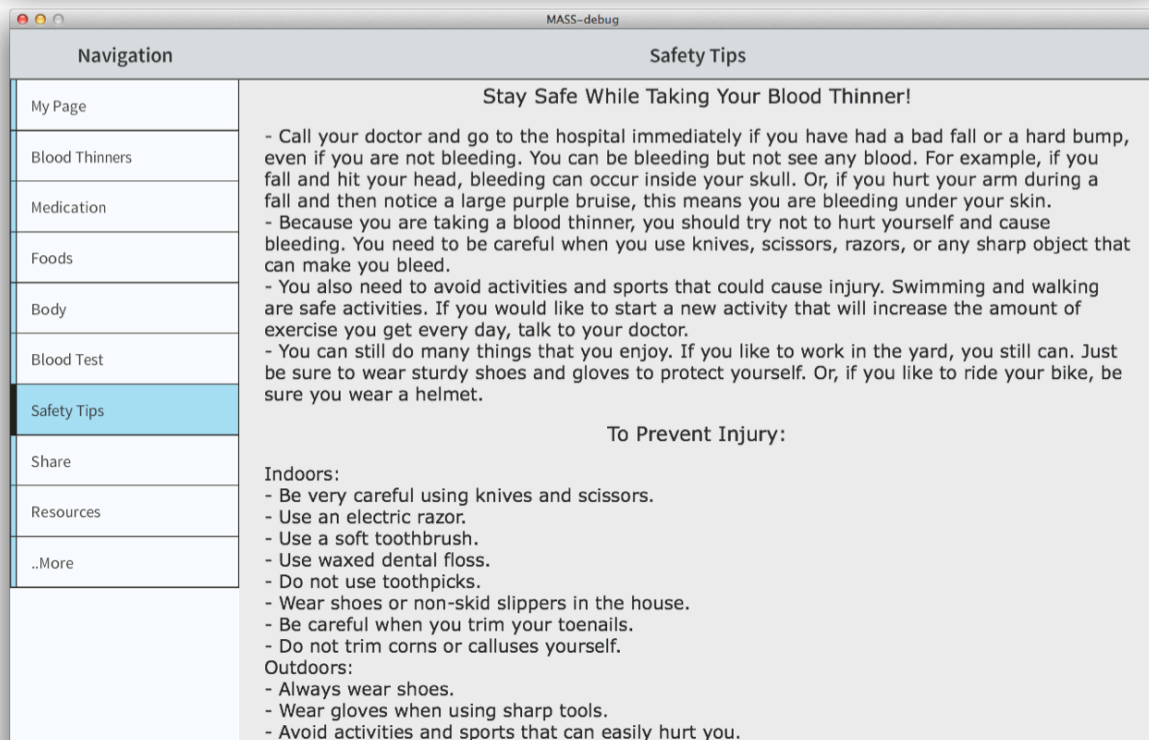 MASS-debug
Navigation
Safety Tips
My Page
Blood Thinners
Medication
Foods
Body
Blood Test
Safety Tips
Share
Resources
..More
Stay Safe While Taking Your Blood Thinner!
- Call your doctor and go to the hospital immediately if you have had a bad fall or a hard bump,
even if you are not bleeding. You can be bleeding but not see any blood. For example, if you
fall and hit your head, bleeding can occur inside your skull. Or, if you hurt your arm during a
fall and then notice a large purple bruise, this means you are bleeding under your skin.
- Because you are taking a blood thinner, you should try not to hurt yourself and cause
bleeding. You need to be careful when you use knives, scissors, razors, or any sharp object that
can make you bleed.
- You also need to avoid activities and sports that could cause injury. Swimming and walking
are safe activities. If you would like to start a new activity that will increase the amount of
exercise you get every day, talk to your doctor.
- You can still do many things that you enjoy. If you like to work in the yard, you still can. Just
be sure to wear sturdy shoes and gloves to protect yourself. Or, if you like to ride your bike, be
sure you wear a helmet.
To Prevent Injury:
Indoors:
- Be very careful using knives and scissors.
- Use an electric razor.
- Use a soft toothbrush.
- Use waxed dental floss.
- Do not use toothpicks.
- Wear shoes or non-skid slippers in the house.
- Be careful when you trim your toenails.
- Do not trim corns or calluses yourself.
Outdoors:
- Always wear shoes.
- Wear gloves when using sharp tools.
- Avoid activities and sports that can easily hurt you.